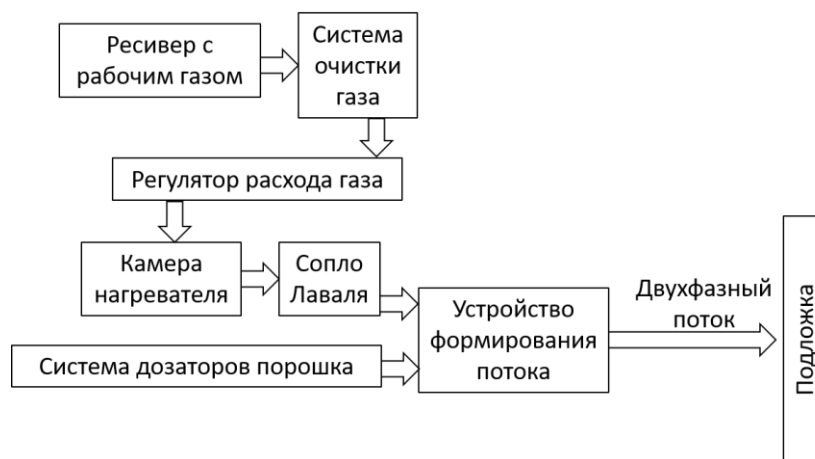 Ресивер с
рабочим газом
Система
очистки
газа
Регулятор расхода газа
Камера
нагревателя
Сопло
Лаваля
Система дозаторов порошка
Устройство
формирования
потока
Двухфазный
поток
Подложка